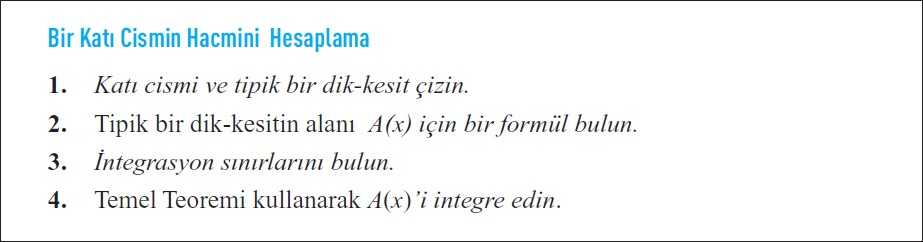 Bir Katı Cismin Hacmini Hesaplama
1. Katı cismi ve tipik bir dik-kesit çizin.
2. Tipik bir dik-kesitin alanı A(x) için bir formül bulun.
3. İntegrasyon sınırlarını bulun.
4. Temel Teoremi kullanarak A(x)’i integre edin.